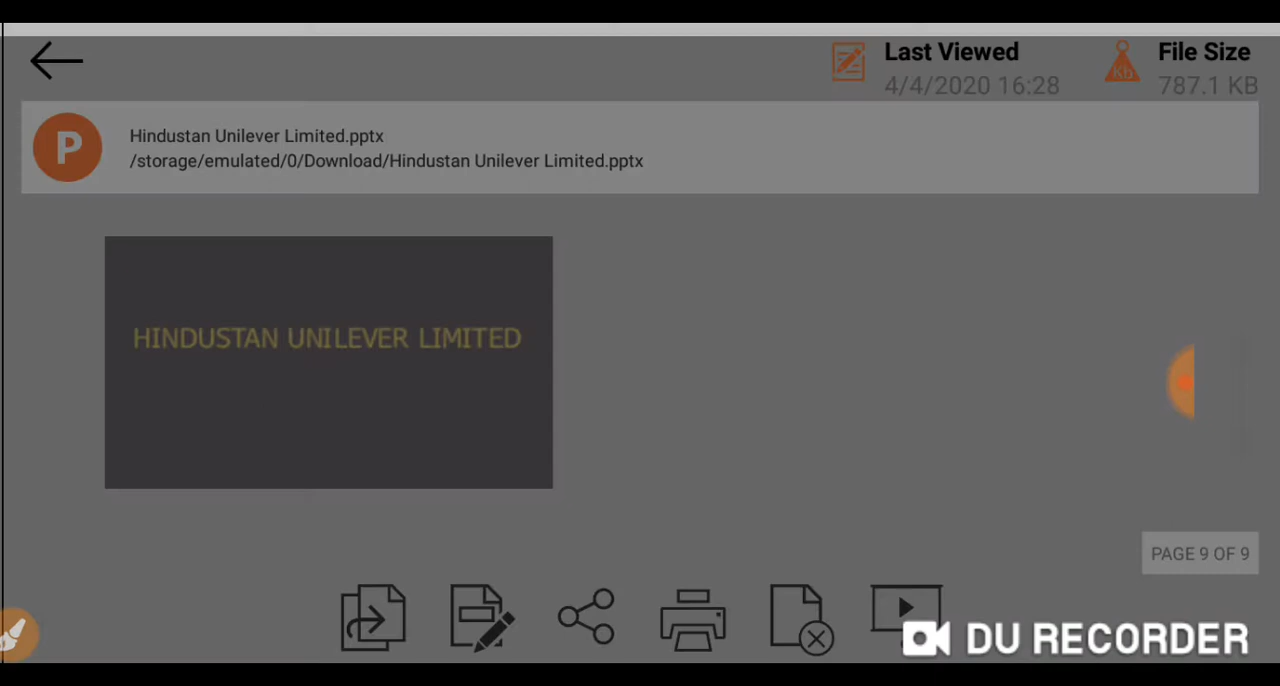 Last Viewed
4/4/2020 16:28
File Size
787.1 KB
Kb
P
Hindustan Unilever Limited.pptx
/storage/emulated/0/Download/Hindustan Unilever Limited.pptx
HINDUSTAN UNILEVER LIMITED
PAGE 9 OF 9
DU RECORDER